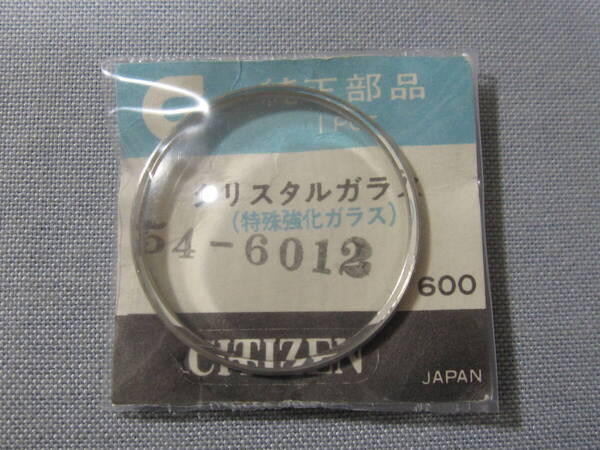 純正部品
クリスタルガラス
(特殊強化ガラス)
54-6012
600
CITIZEN
JAPAN